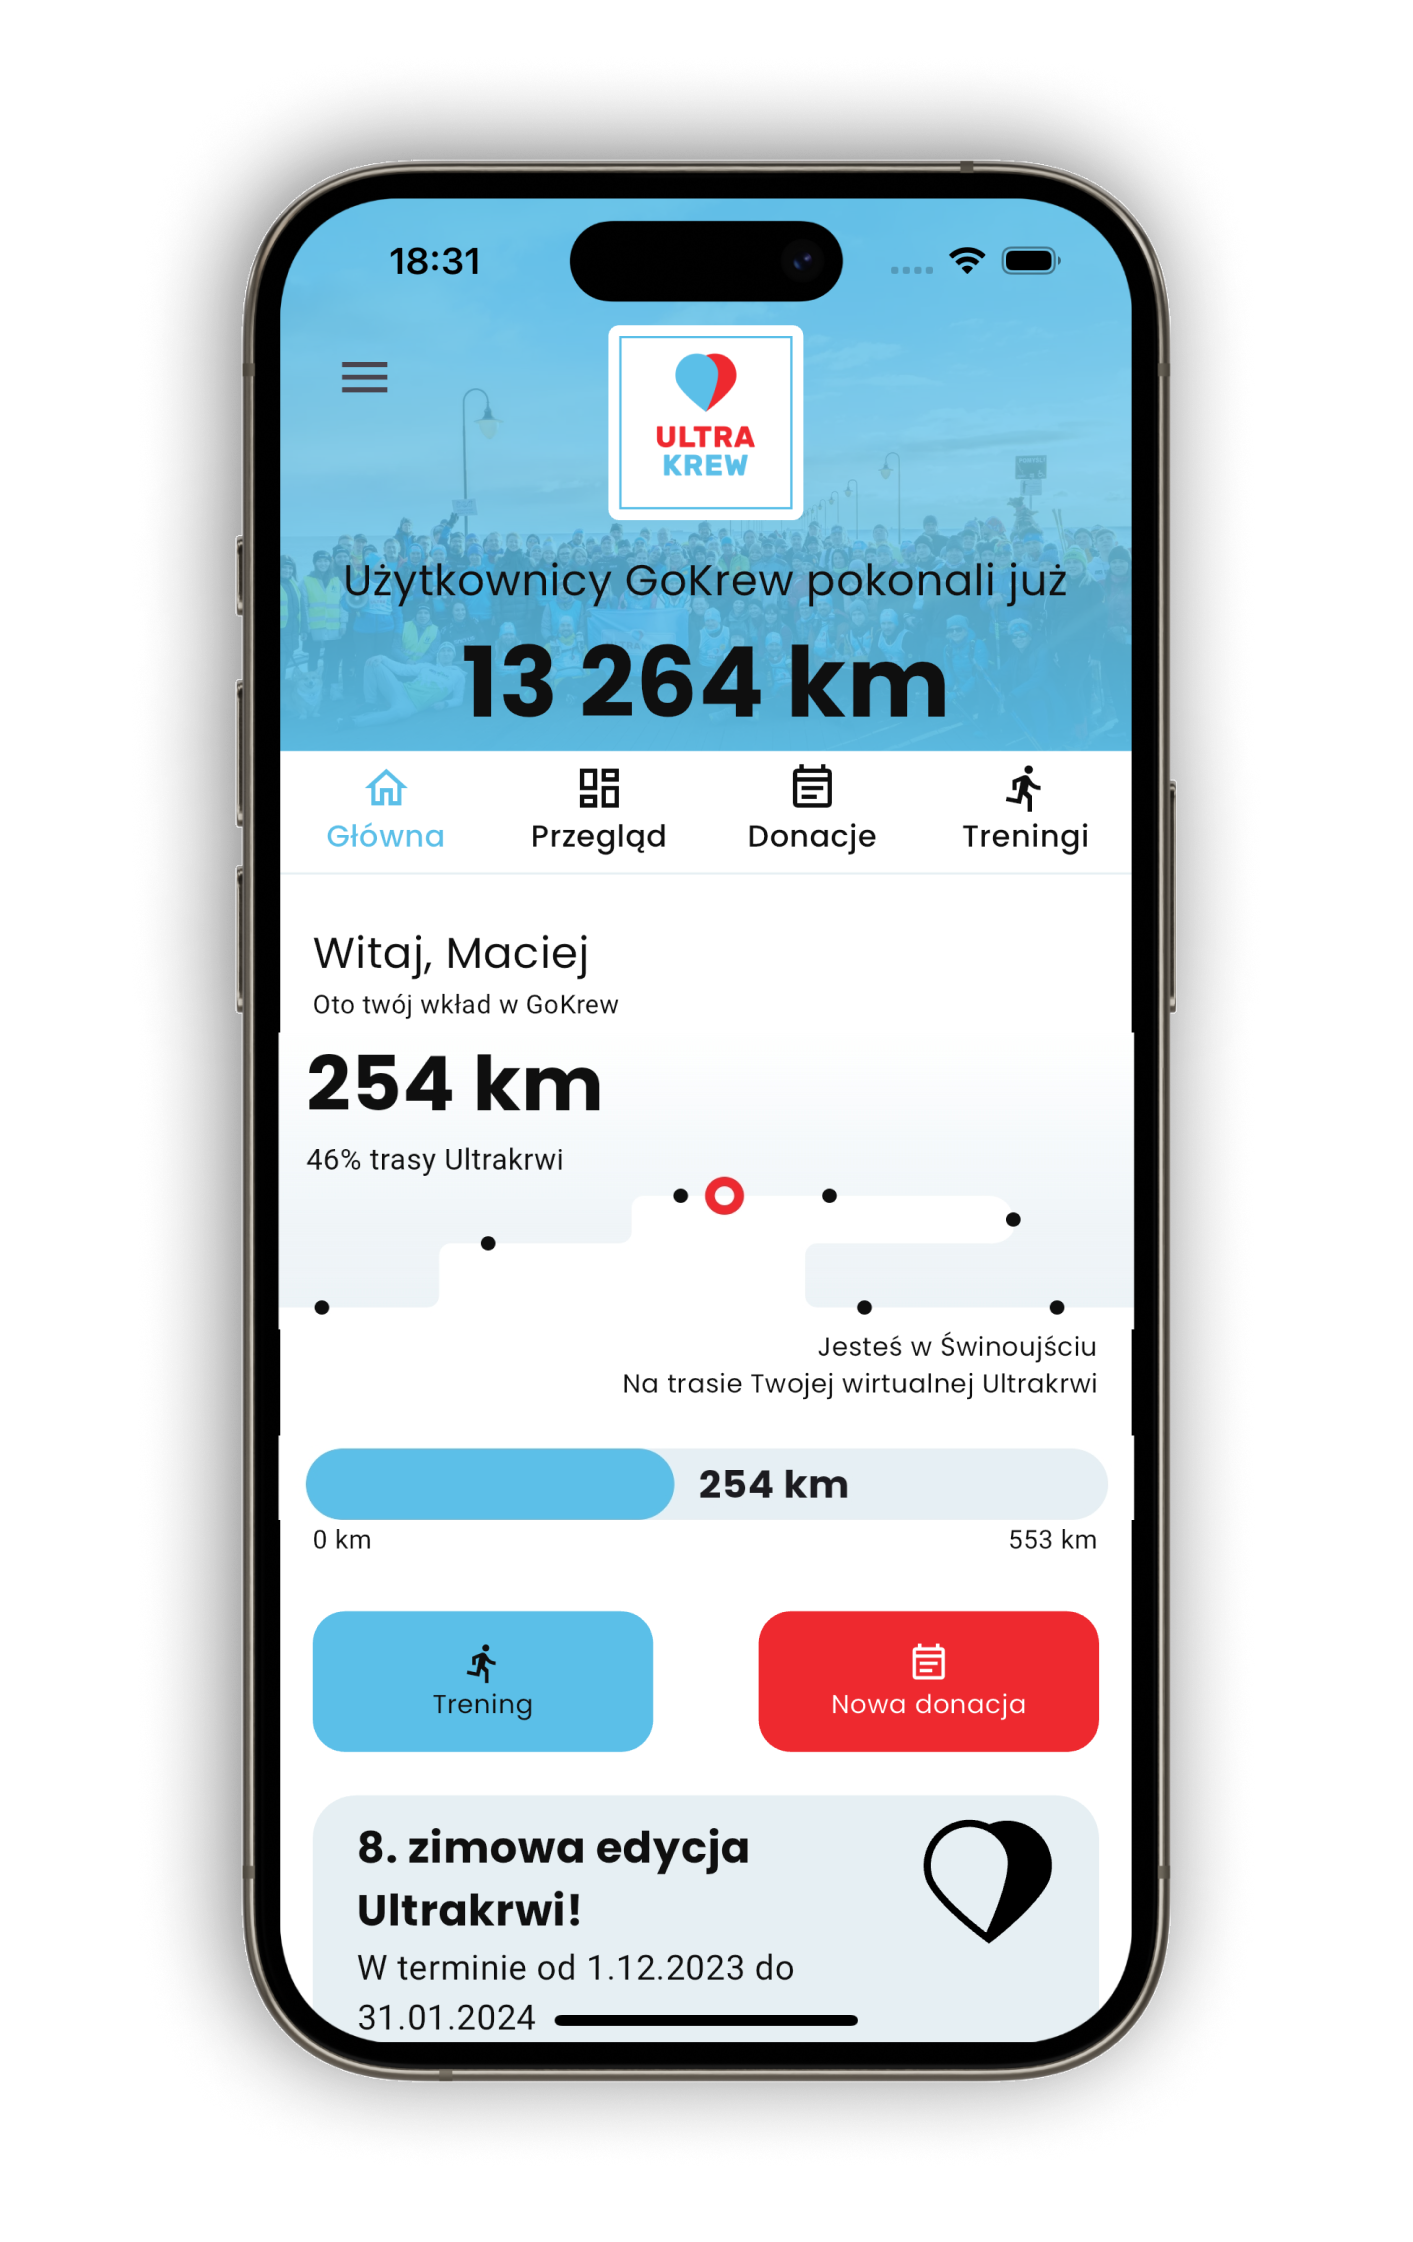 18:31
ULTRA
KREW
Użytkownicy GoKrew pokonali już
13 264 km
Główna
Przegląd
Donacje
Treningi
Witaj, Maciej
Oto twój wkład w GoKrew
254 km
46% trasy Ultrakrwi
Jesteś w Świnoujściu
Na trasie Twojej wirtualnej Ultrakrwi
254 km
0 km
553 km
Trening
Nowa donacja
8. zimowa edycja
Ultrakrwi!
W terminie od 1.12.2023 do
31.01.2024